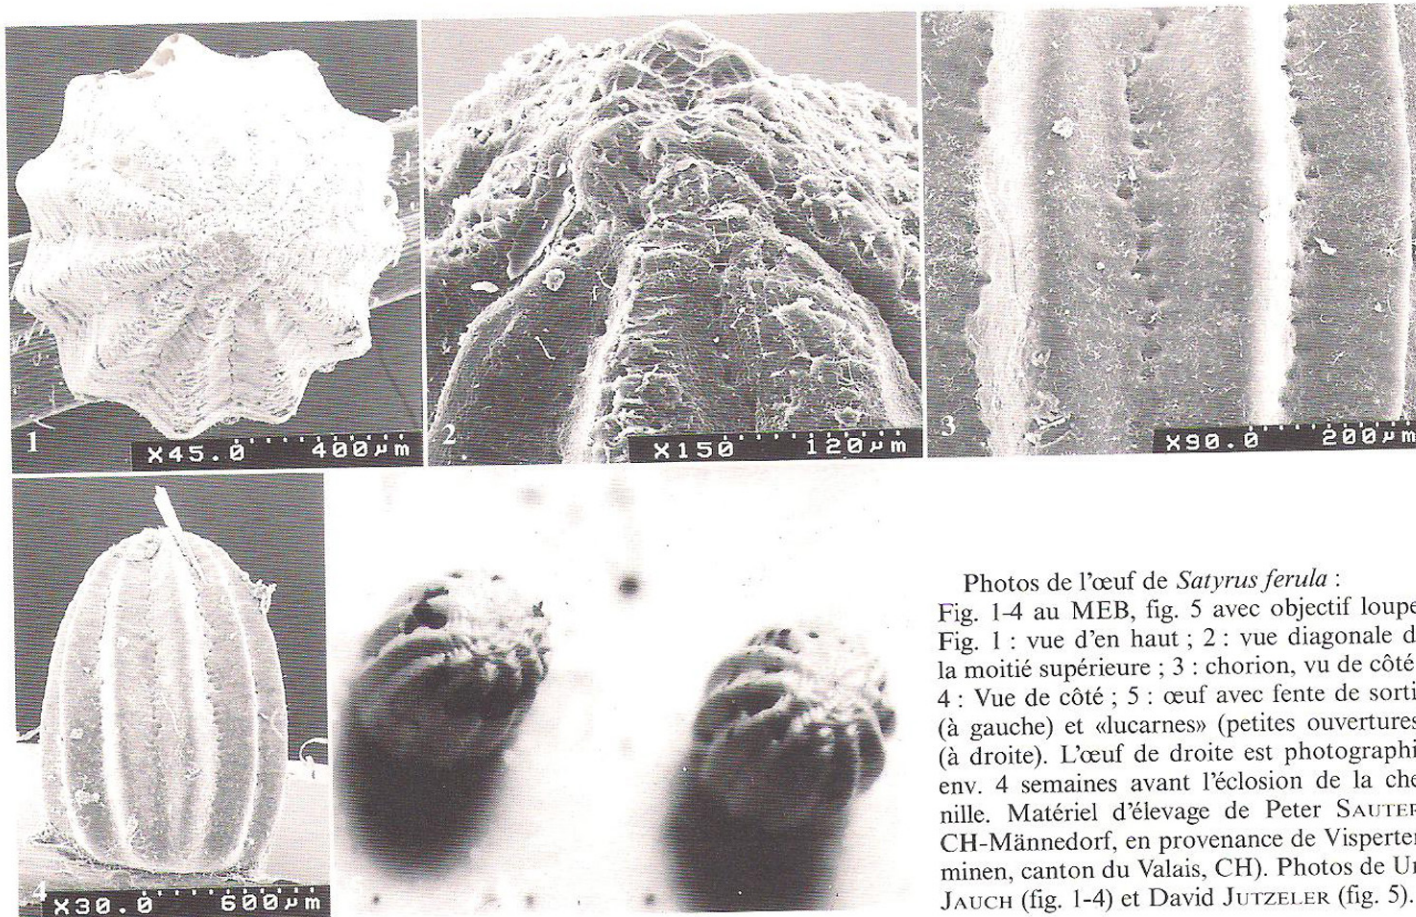 1
X45.0 400µm
2
X150 120µm
3
X90.0 200µm
4
X30.0 600µm
Photos de l'œuf de Satyrus ferula :
Fig. 1-4 au MEB, fig. 5 avec objectif loupe
Fig. 1 : vue d'en haut ; 2 : vue diagonale d
la moitié supérieure ; 3 : chorion, vu de côté
4 : Vue de côté ; 5 : œuf avec fente de sorti
(à gauche) et «lucarnes» (petites ouvertures
(à droite). L'œuf de droite est photographi
env. 4 semaines avant l'éclosion de la che
nille. Matériel d'élevage de Peter SAUTER
CH-Männedorf, en provenance de Visperter
minen, canton du Valais, CH). Photos de Ur
JAUCH (fig. 1-4) et David JUTZELER (fig. 5).